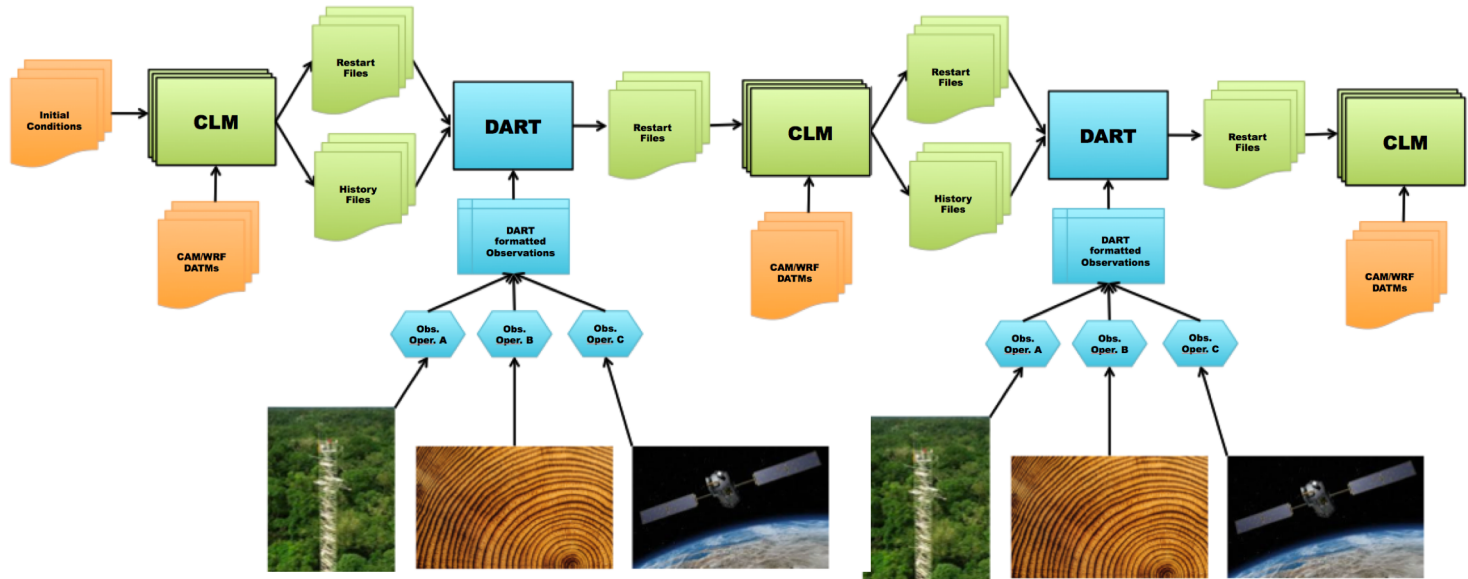 Initial
Conditions
CLM
CAM/WRF
DATMs
Restart
Files
History
Files
DART
DART
formatted
Observations
Obs.
Oper. A
Obs.
Oper. B
Obs.
Oper. C
Restart
Files
CLM
CAM/WRF
DATMs
Restart
Files
History
Files
DART
DART
formatted
Observations
Obs.
Oper. A
Obs.
Oper. B
Obs.
Oper. C
Restart
Files
CLM
CAM/WRF
DATMs